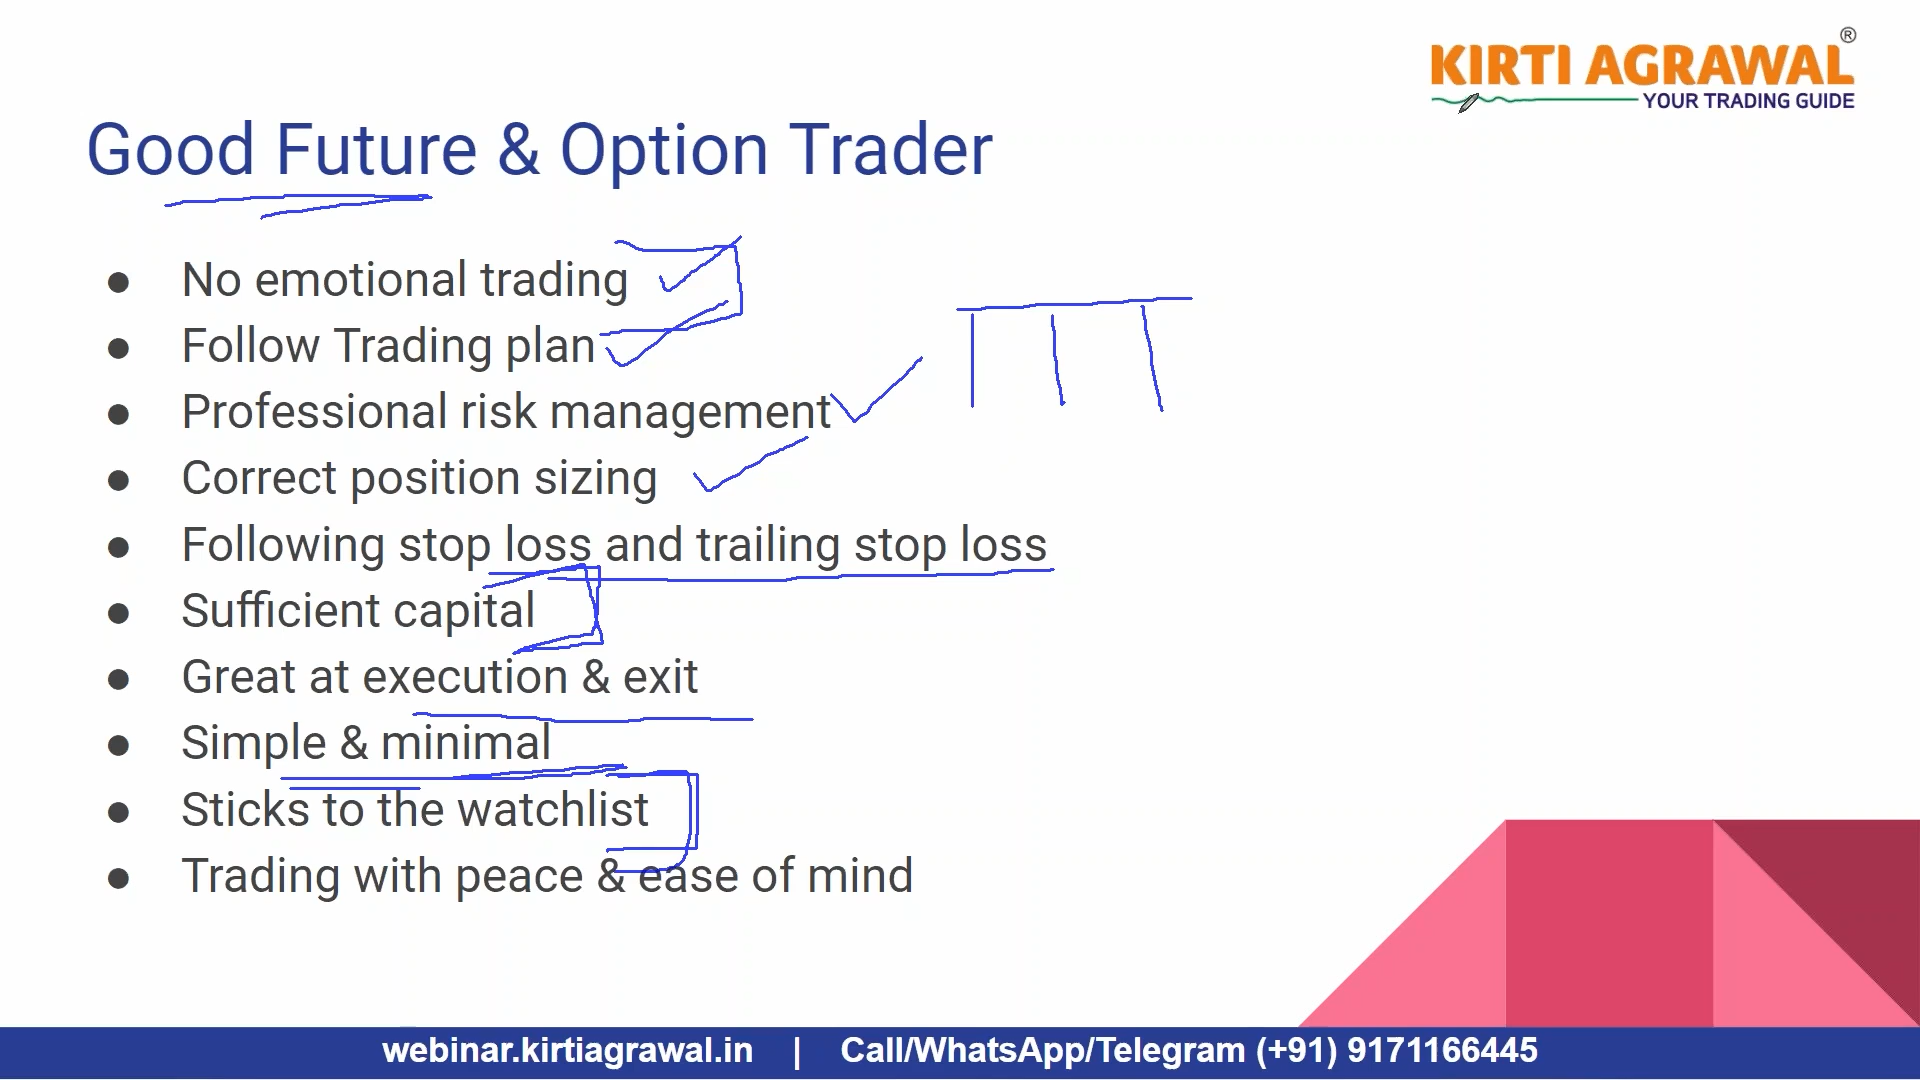 KIRTI AGRAWAL®
YOUR TRADING GUIDE
Good Future & Option Trader
● No emotional trading
● Follow Trading plan
● Professional risk management
● Correct position sizing
● Following stop loss and trailing stop loss
● Sufficient capital
● Great at execution & exit
● Simple & minimal
● Sticks to the watchlist
● Trading with peace & ease of mind
webinar.kirtiagrawal.in | Call/WhatsApp/Telegram (+91) 9171166445